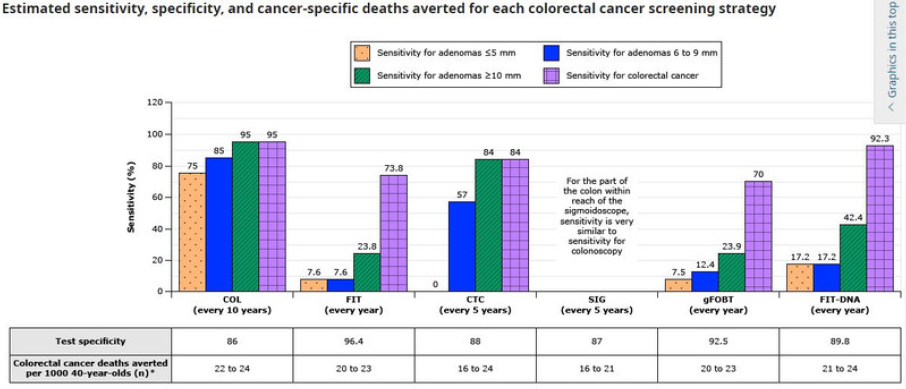 Estimated sensitivity, specificity, and cancer-specific deaths averted for each colorectal cancer screening strategy
Graphics in this top
Sensitivity for adenomas ≤5 mm
Sensitivity for adenomas 6 to 9 mm
Sensitivity for adenomas ≥10 mm
Sensitivity for colorectal cancer
Sensitivity (%)
120
100
80
60
40
20
0
75
85
95
95
7.6
7.6
23.8
73.8
0
57
84
84
For the part
of the colon within
reach of the
sigmoidoscope,
sensitivity is very
similar to
sensitivity for
colonoscopy
7.5
12.4
23.9
70
17.2
17.2
42.4
92.3
COL
(every 10 years)
FIT
(every year)
CTC
(every 5 years)
SIG
(every 5 years)
gFOBT
(every year)
FIT-DNA
(every year)
Test specificity
86
96.4
88
87
92.5
89.8
Colorectal cancer deaths averted
per 1000 40-year-olds (n)*
22 to 24
20 to 23
16 to 24
16 to 21
20 to 23
21 to 24